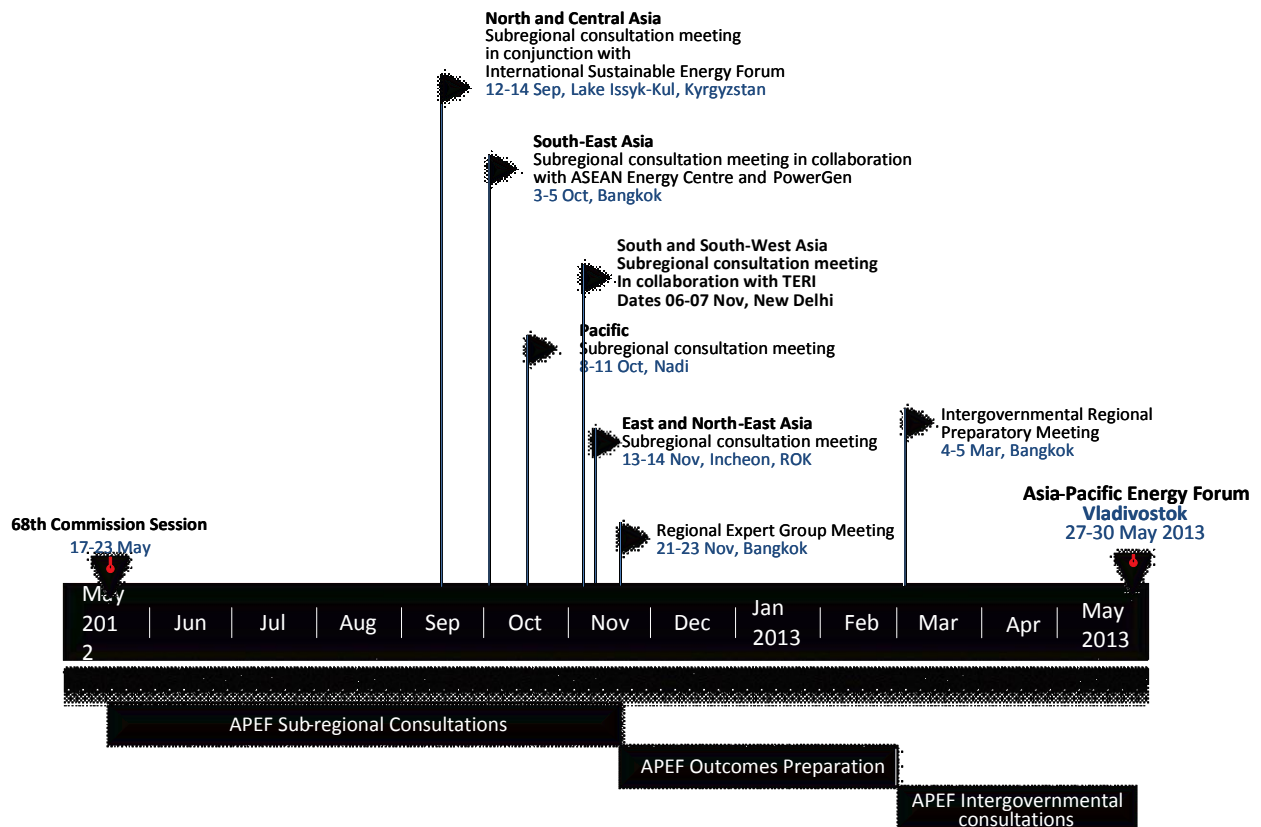 North and Central Asia
Subregional consultation meeting
in conjunction with
International Sustainable Energy Forum
12-14 Sep, Lake Issyk-Kul, Kyrgyzstan
South-East Asia
Subregional consultation meeting in collaboration
with ASEAN Energy Centre and PowerGen
3-5 Oct, Bangkok
South and South-West Asia
Subregional consultation meeting
In collaboration with TERI
Dates 06-07 Nov, New Delhi
Pacific
Subregional consultation meeting
8-11 Oct, Nadi
East and North-East Asia
Subregional consultation meeting
13-14 Nov, Incheon, ROK
Intergovernmental Regional
Preparatory Meeting
4-5 Mar, Bangkok
Regional Expert Group Meeting
21-23 Nov, Bangkok
68th Commission Session
17-23 May
Asia-Pacific Energy Forum
Vladivostok
27-30 May 2013
May
201
2
Jun
Jul
Aug
Sep
Oct
Nov
Dec
Jan
2013
Feb
Mar
Apr
May
2013
APEF Sub-regional Consultations
APEF Outcomes Preparation
APEF Intergovernmental
consultations